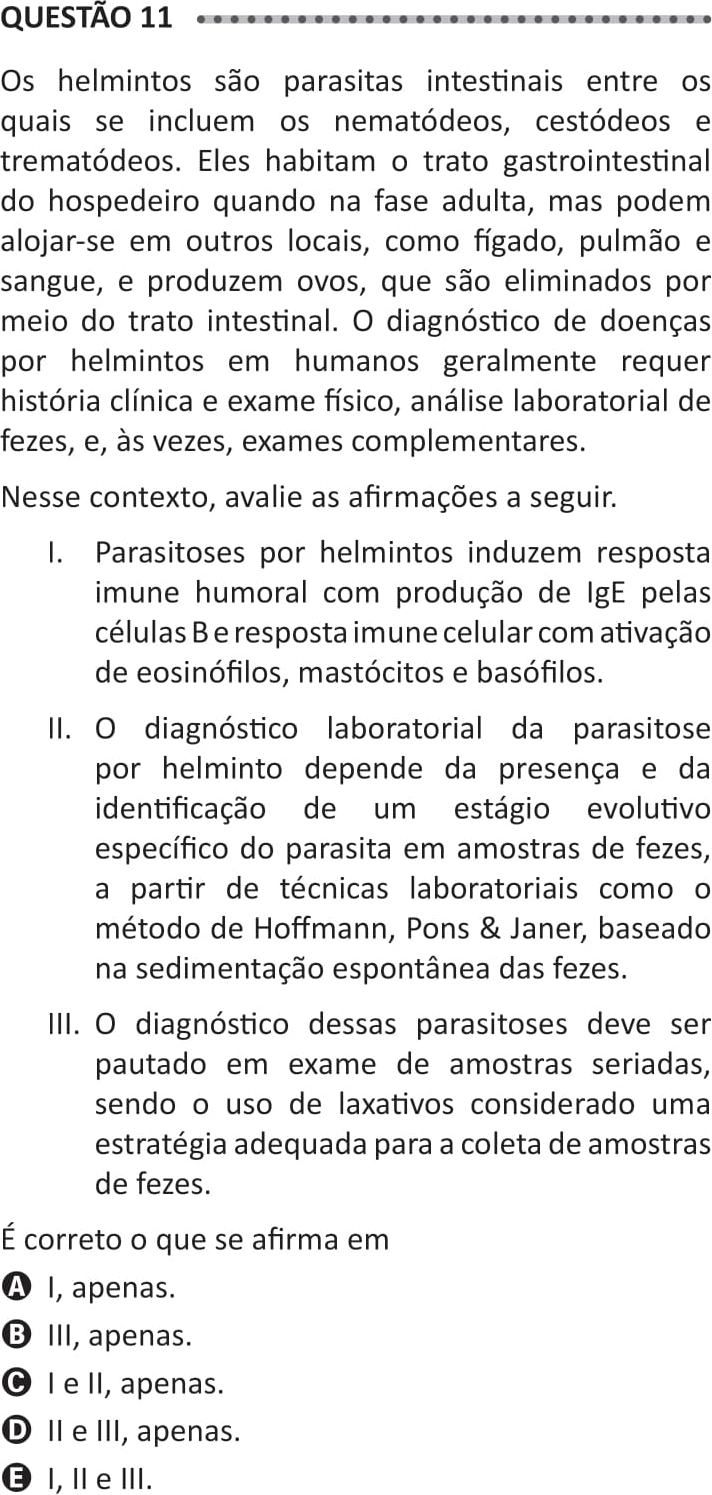 QUESTÃO 11
Os helmintos são parasitas intestinais entre os
quais se incluem os nematódeos, cestódeos e
trematódeos. Eles habitam o trato gastrointestinal
do hospedeiro quando na fase adulta, mas podem
alojar-se em outros locais, como fígado, pulmão e
sangue, e produzem ovos, que são eliminados por
meio do trato intestinal. O diagnóstico de doenças
por helmintos em humanos geralmente requer
história clínica e exame físico, análise laboratorial de
fezes, e, às vezes, exames complementares.
Nesse contexto, avalie as afirmações a seguir.
I. Parasitoses por helmintos induzem resposta
imune humoral com produção de IgE pelas
células B e resposta imune celular com ativação
de eosinófilos, mastócitos e basófilos.
II. O diagnóstico laboratorial da parasitose
por helminto depende da presença e da
identificação de um estágio evolutivo
específico do parasita em amostras de fezes,
a partir de técnicas laboratoriais como o
método de Hoffmann, Pons & Janer, baseado
na sedimentação espontânea das fezes.
III. O diagnóstico dessas parasitoses deve ser
pautado em exame de amostras seriadas,
sendo o uso de laxativos considerado uma
estratégia adequada para a coleta de amostras
de fezes.
É correto o que se afirma em
A I, apenas.
B III, apenas.
C I e II, apenas.
D II e III, apenas.
E I, II e III.